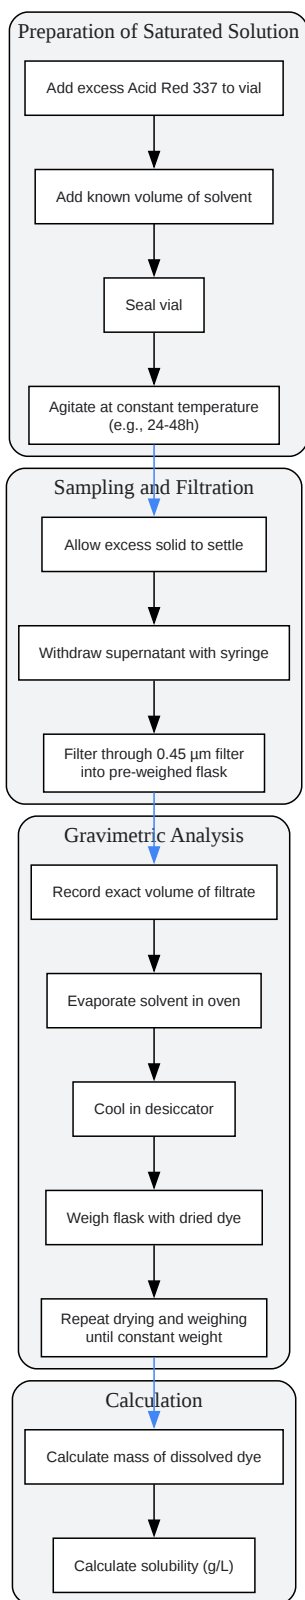 Preparation of Saturated Solution
Add excess Acid Red 337 to vial
Add known volume of solvent
Seal vial
Agitate at constant temperature
(e.g., 24-48h)
Sampling and Filtration
Allow excess solid to settle
Withdraw supernatant with syringe
Filter through 0.45 µm filter
into pre-weighed flask
Gravimetric Analysis
Record exact volume of filtrate
Evaporate solvent in oven
Cool in desiccator
Weigh flask with dried dye
Repeat drying and weighing
until constant weight
Calculation
Calculate mass of dissolved dye
Calculate solubility (g/L)